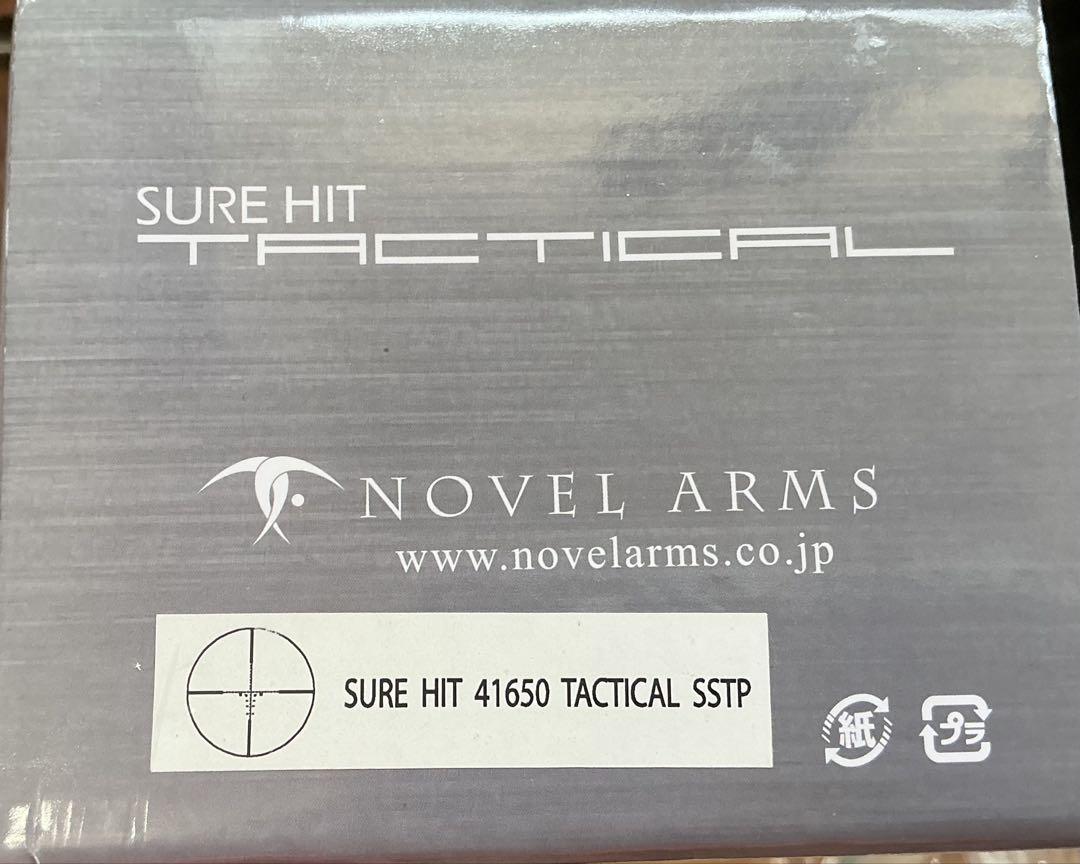 SURE HIT
TACTICAL
NOVEL ARMS
www.novelarms.co.jp
SURE HIT 41650 TACTICAL SSTP
紙
プラ